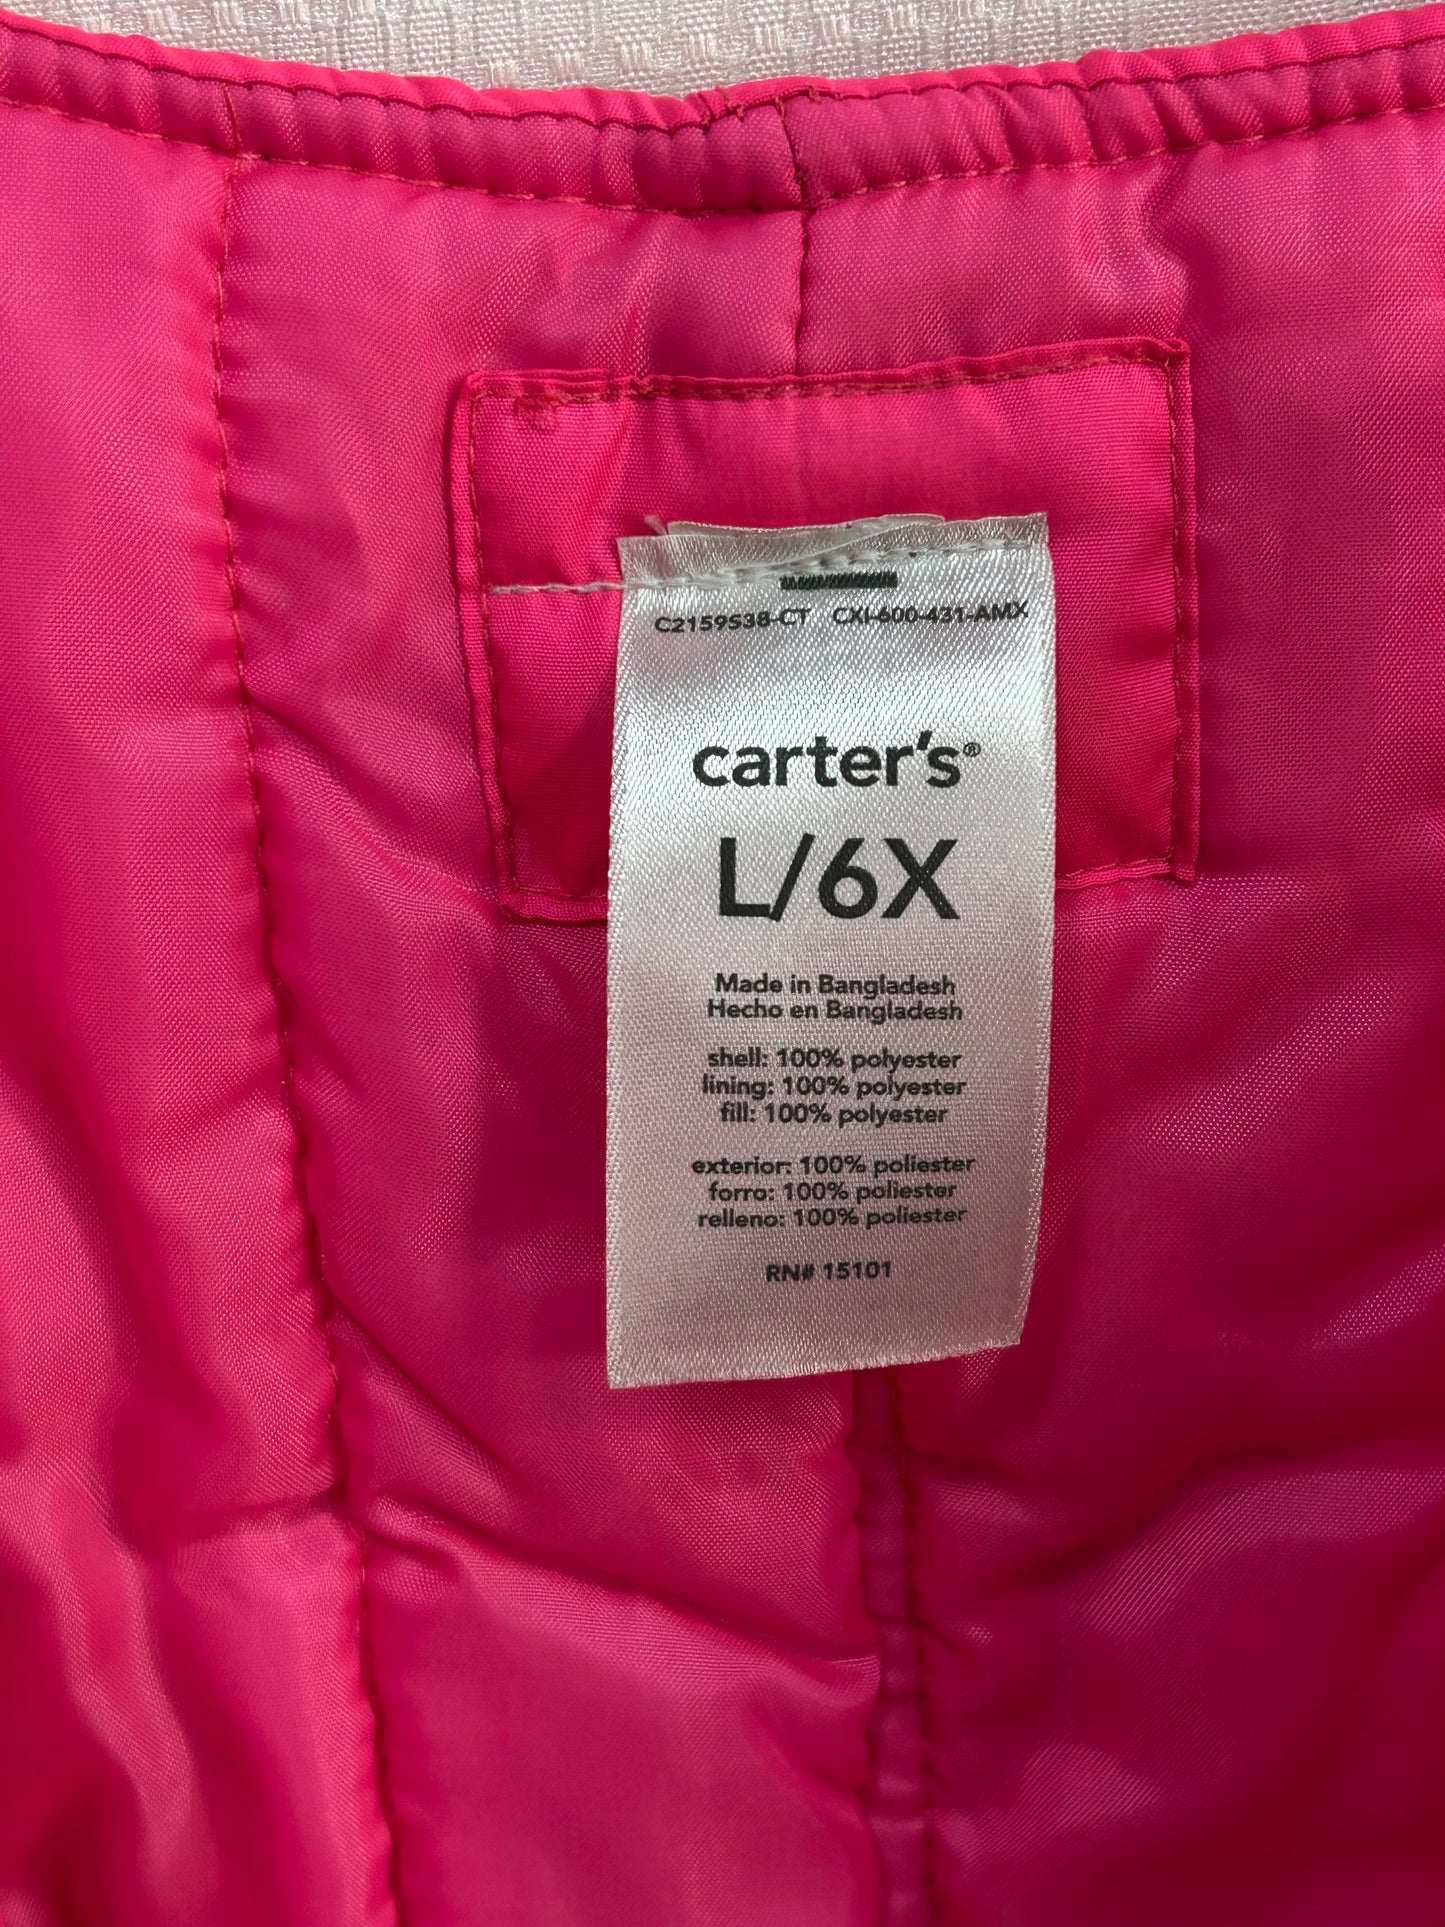 C2159S38-CT CXI-600-431-AMX
carter's®
L/6X
Made in Bangladesh
Hecho en Bangladesh
shell: 100% polyester
lining: 100% polyester
fill: 100% polyester
exterior: 100% poliester
forro: 100% poliester
relleno: 100% poliester
RN# 15101